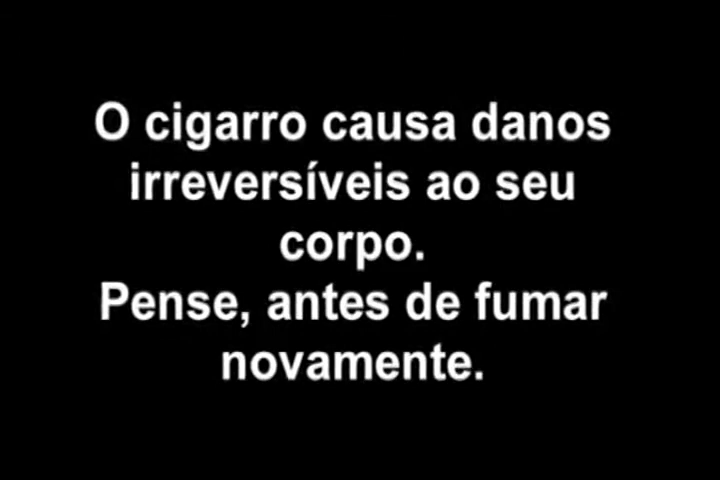 O cigarro causa danos
irreversíveis ao seu
corpo.
Pense, antes de fumar
novamente.